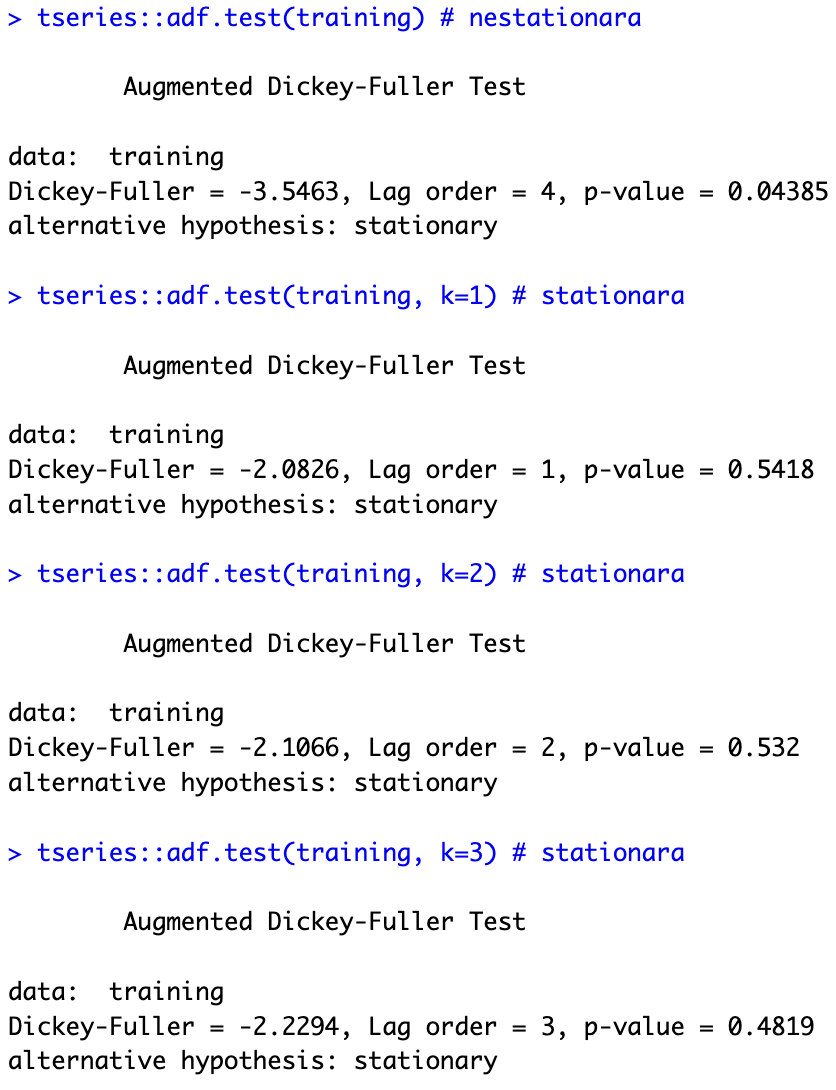 > tseries::adf.test(training) # nestationara
Augmented Dickey-Fuller Test
data:  training
Dickey-Fuller = -3.5463, Lag order = 4, p-value = 0.04385
alternative hypothesis: stationary
> tseries::adf.test(training, k=1) # stationara
Augmented Dickey-Fuller Test
data:  training
Dickey-Fuller = -2.0826, Lag order = 1, p-value = 0.5418
alternative hypothesis: stationary
> tseries::adf.test(training, k=2) # stationara
Augmented Dickey-Fuller Test
data:  training
Dickey-Fuller = -2.1066, Lag order = 2, p-value = 0.532
alternative hypothesis: stationary
> tseries::adf.test(training, k=3) # stationara
Augmented Dickey-Fuller Test
data:  training
Dickey-Fuller = -2.2294, Lag order = 3, p-value = 0.4819
alternative hypothesis: stationary